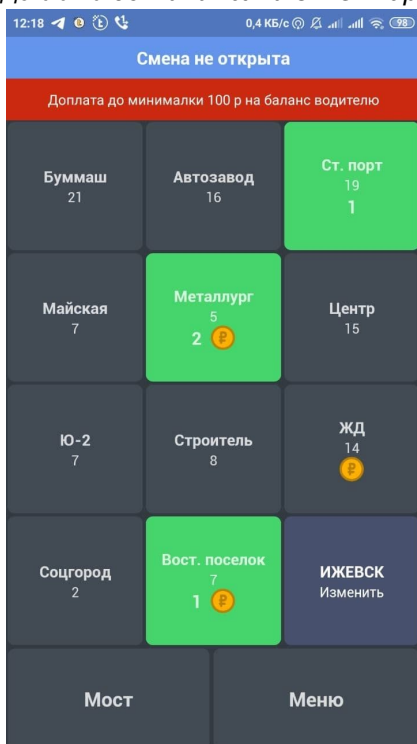 12:18 0,4 КБ/с 98
Смена не открыта
Доплата до минималки 100 р на баланс водителю
Буммаш
21
Автозавод
16
Ст. порт
19
1
Майская
7
Металлург
5
2 ₽
Центр
15
Ю-2
7
Строитель
8
ЖД
14
₽
Соцгород
2
Вост. поселок
7
1 ₽
ИЖЕВСК
Изменить
Мост
Меню